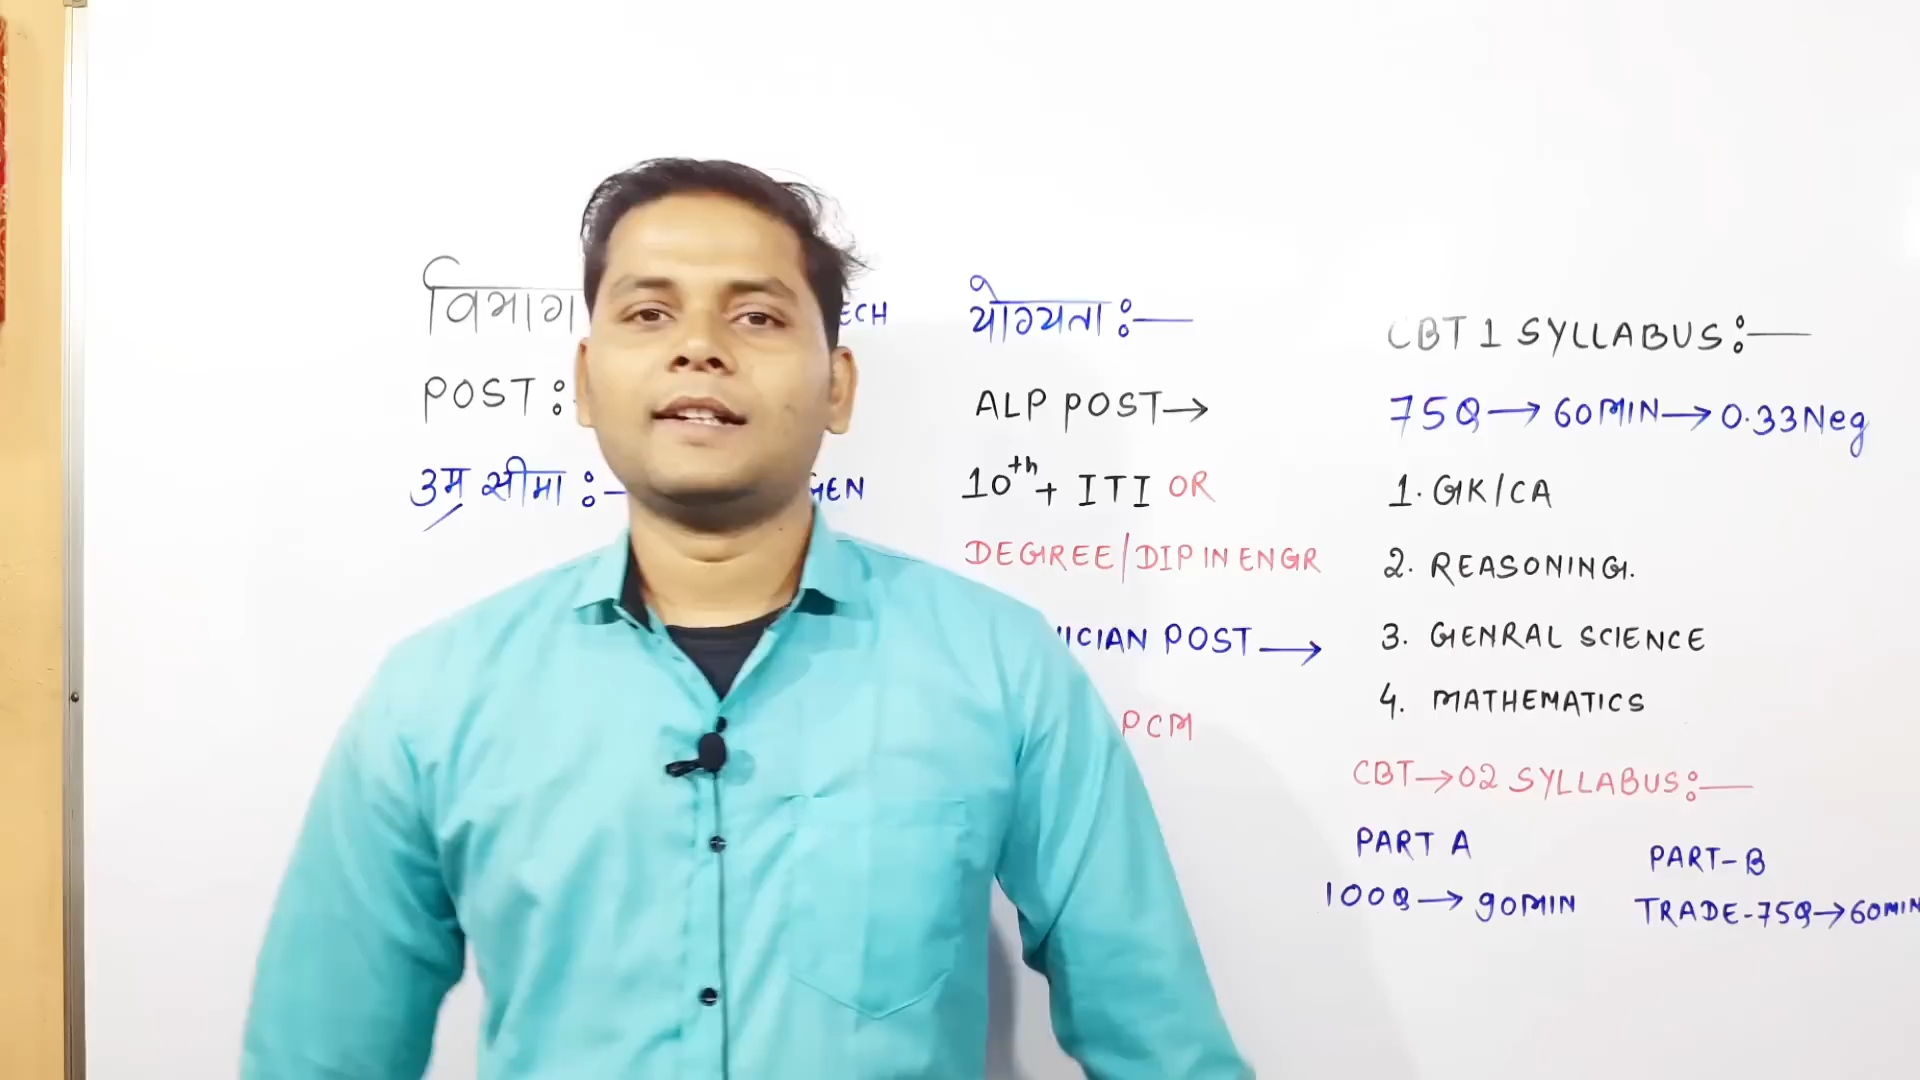 विभाग
ECH
POST :
उम्र सीमा :-
GEN
योग्यता :-
ALP POST→
10th + ITI OR
DEGREE/DIP IN ENGR
ICIAN POST→
PCM
CBT 1 SYLLABUS :-
75Q→60MIN→0.33Neg
1. GK/CA
2. REASONING.
3. GENRAL SCIENCE
4. MATHEMATICS
CBT→02 SYLLABUS:-
PART A
100Q→90MIN
PART-B
TRADE-75Q→60MIN